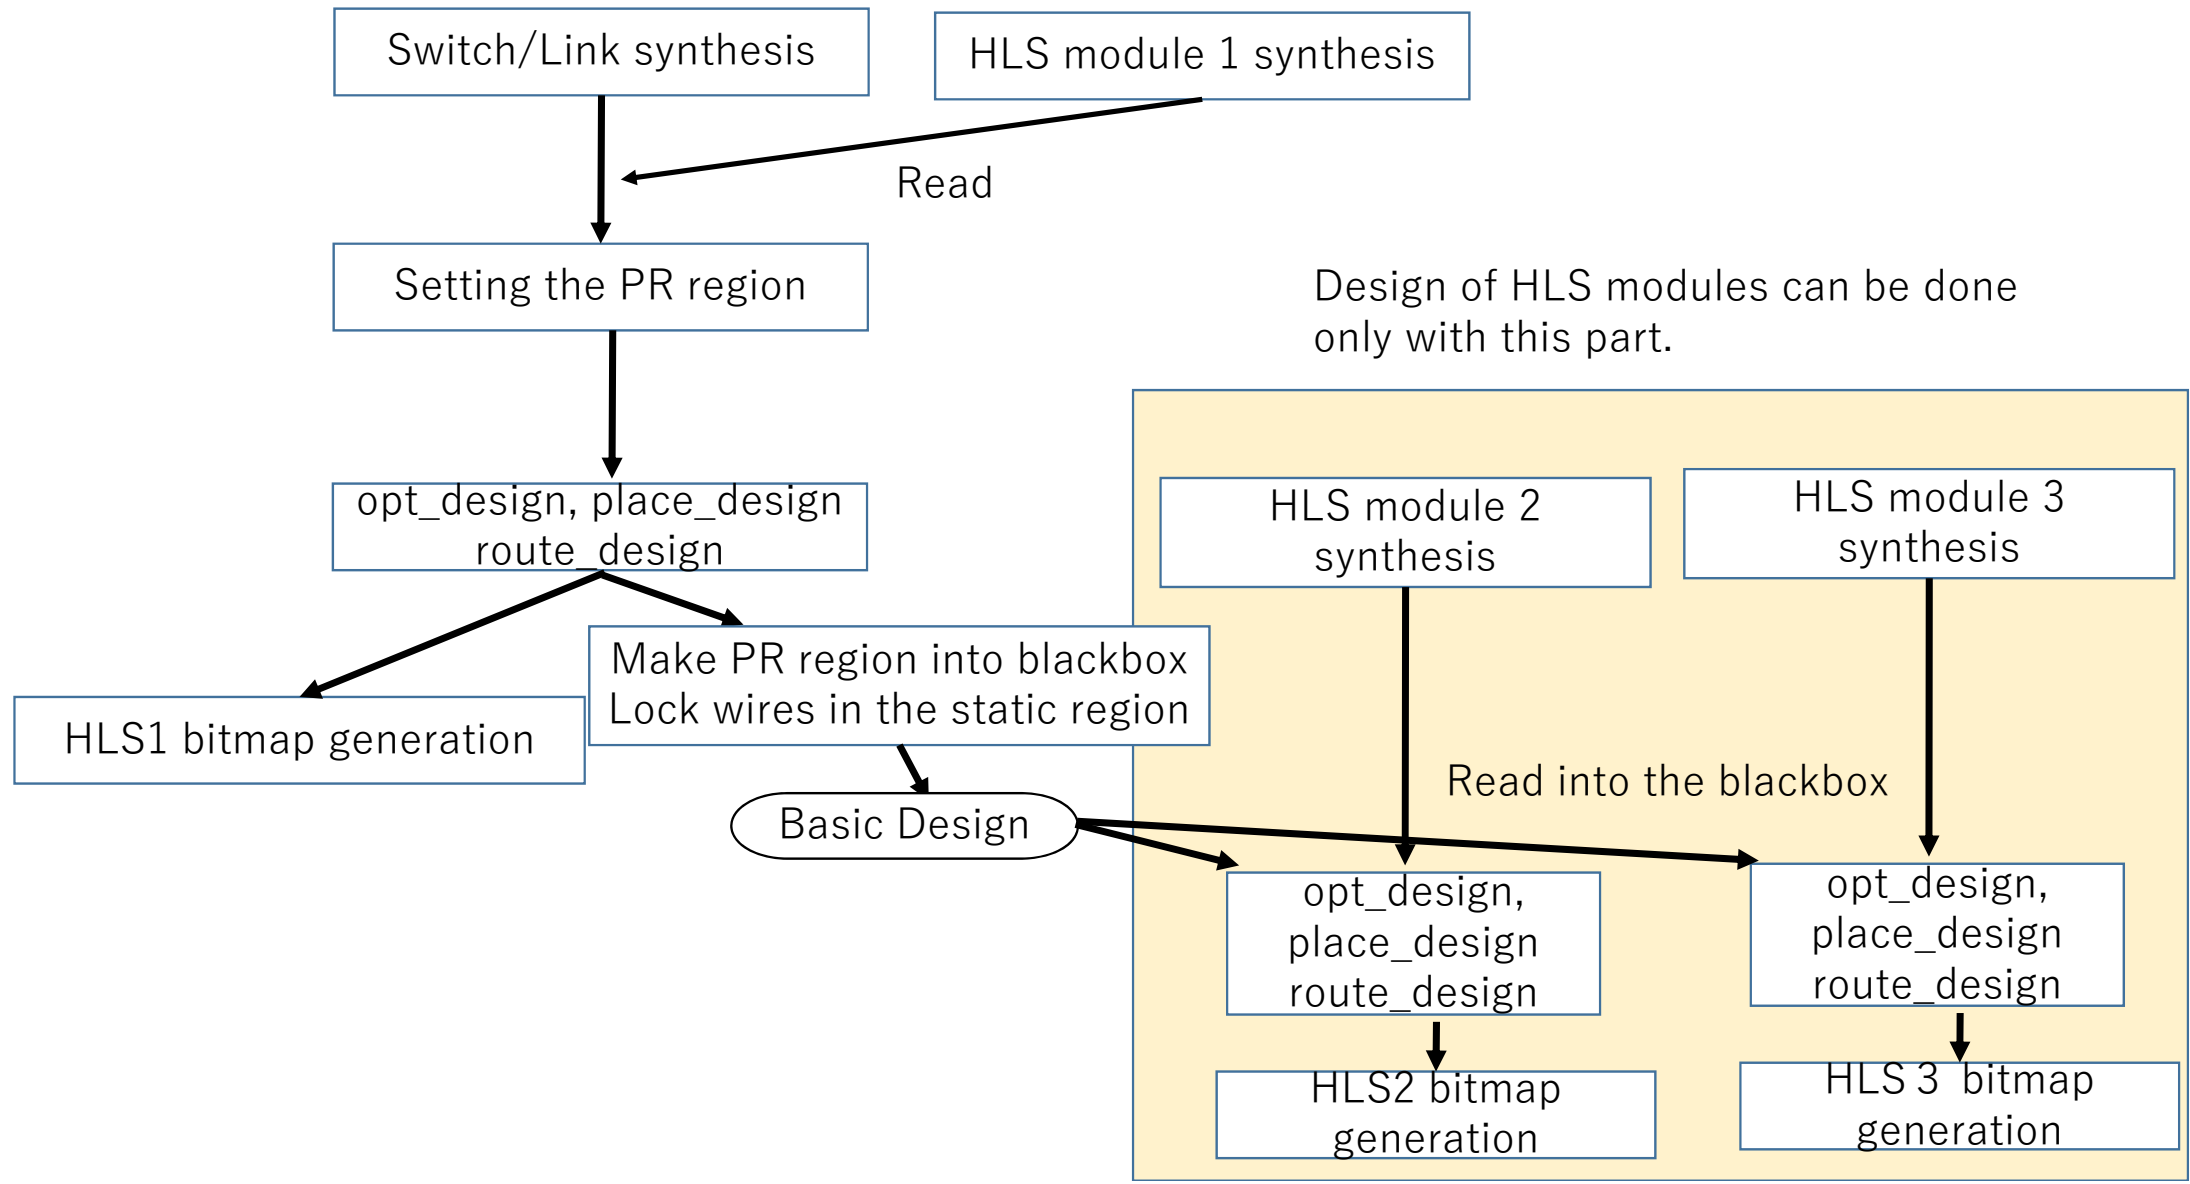 Switch/Link synthesis
HLS module 1 synthesis
Read
Setting the PR region
Design of HLS modules can be done
only with this part.
opt_design, place_design
route_design
HLS module 2
synthesis
HLS module 3
synthesis
Make PR region into blackbox
Lock wires in the static region
HLS1 bitmap generation
Read into the blackbox
Basic Design
opt_design,
place_design
route_design
opt_design,
place_design
route_design
HLS2 bitmap
generation
HLS 3 bitmap
generation